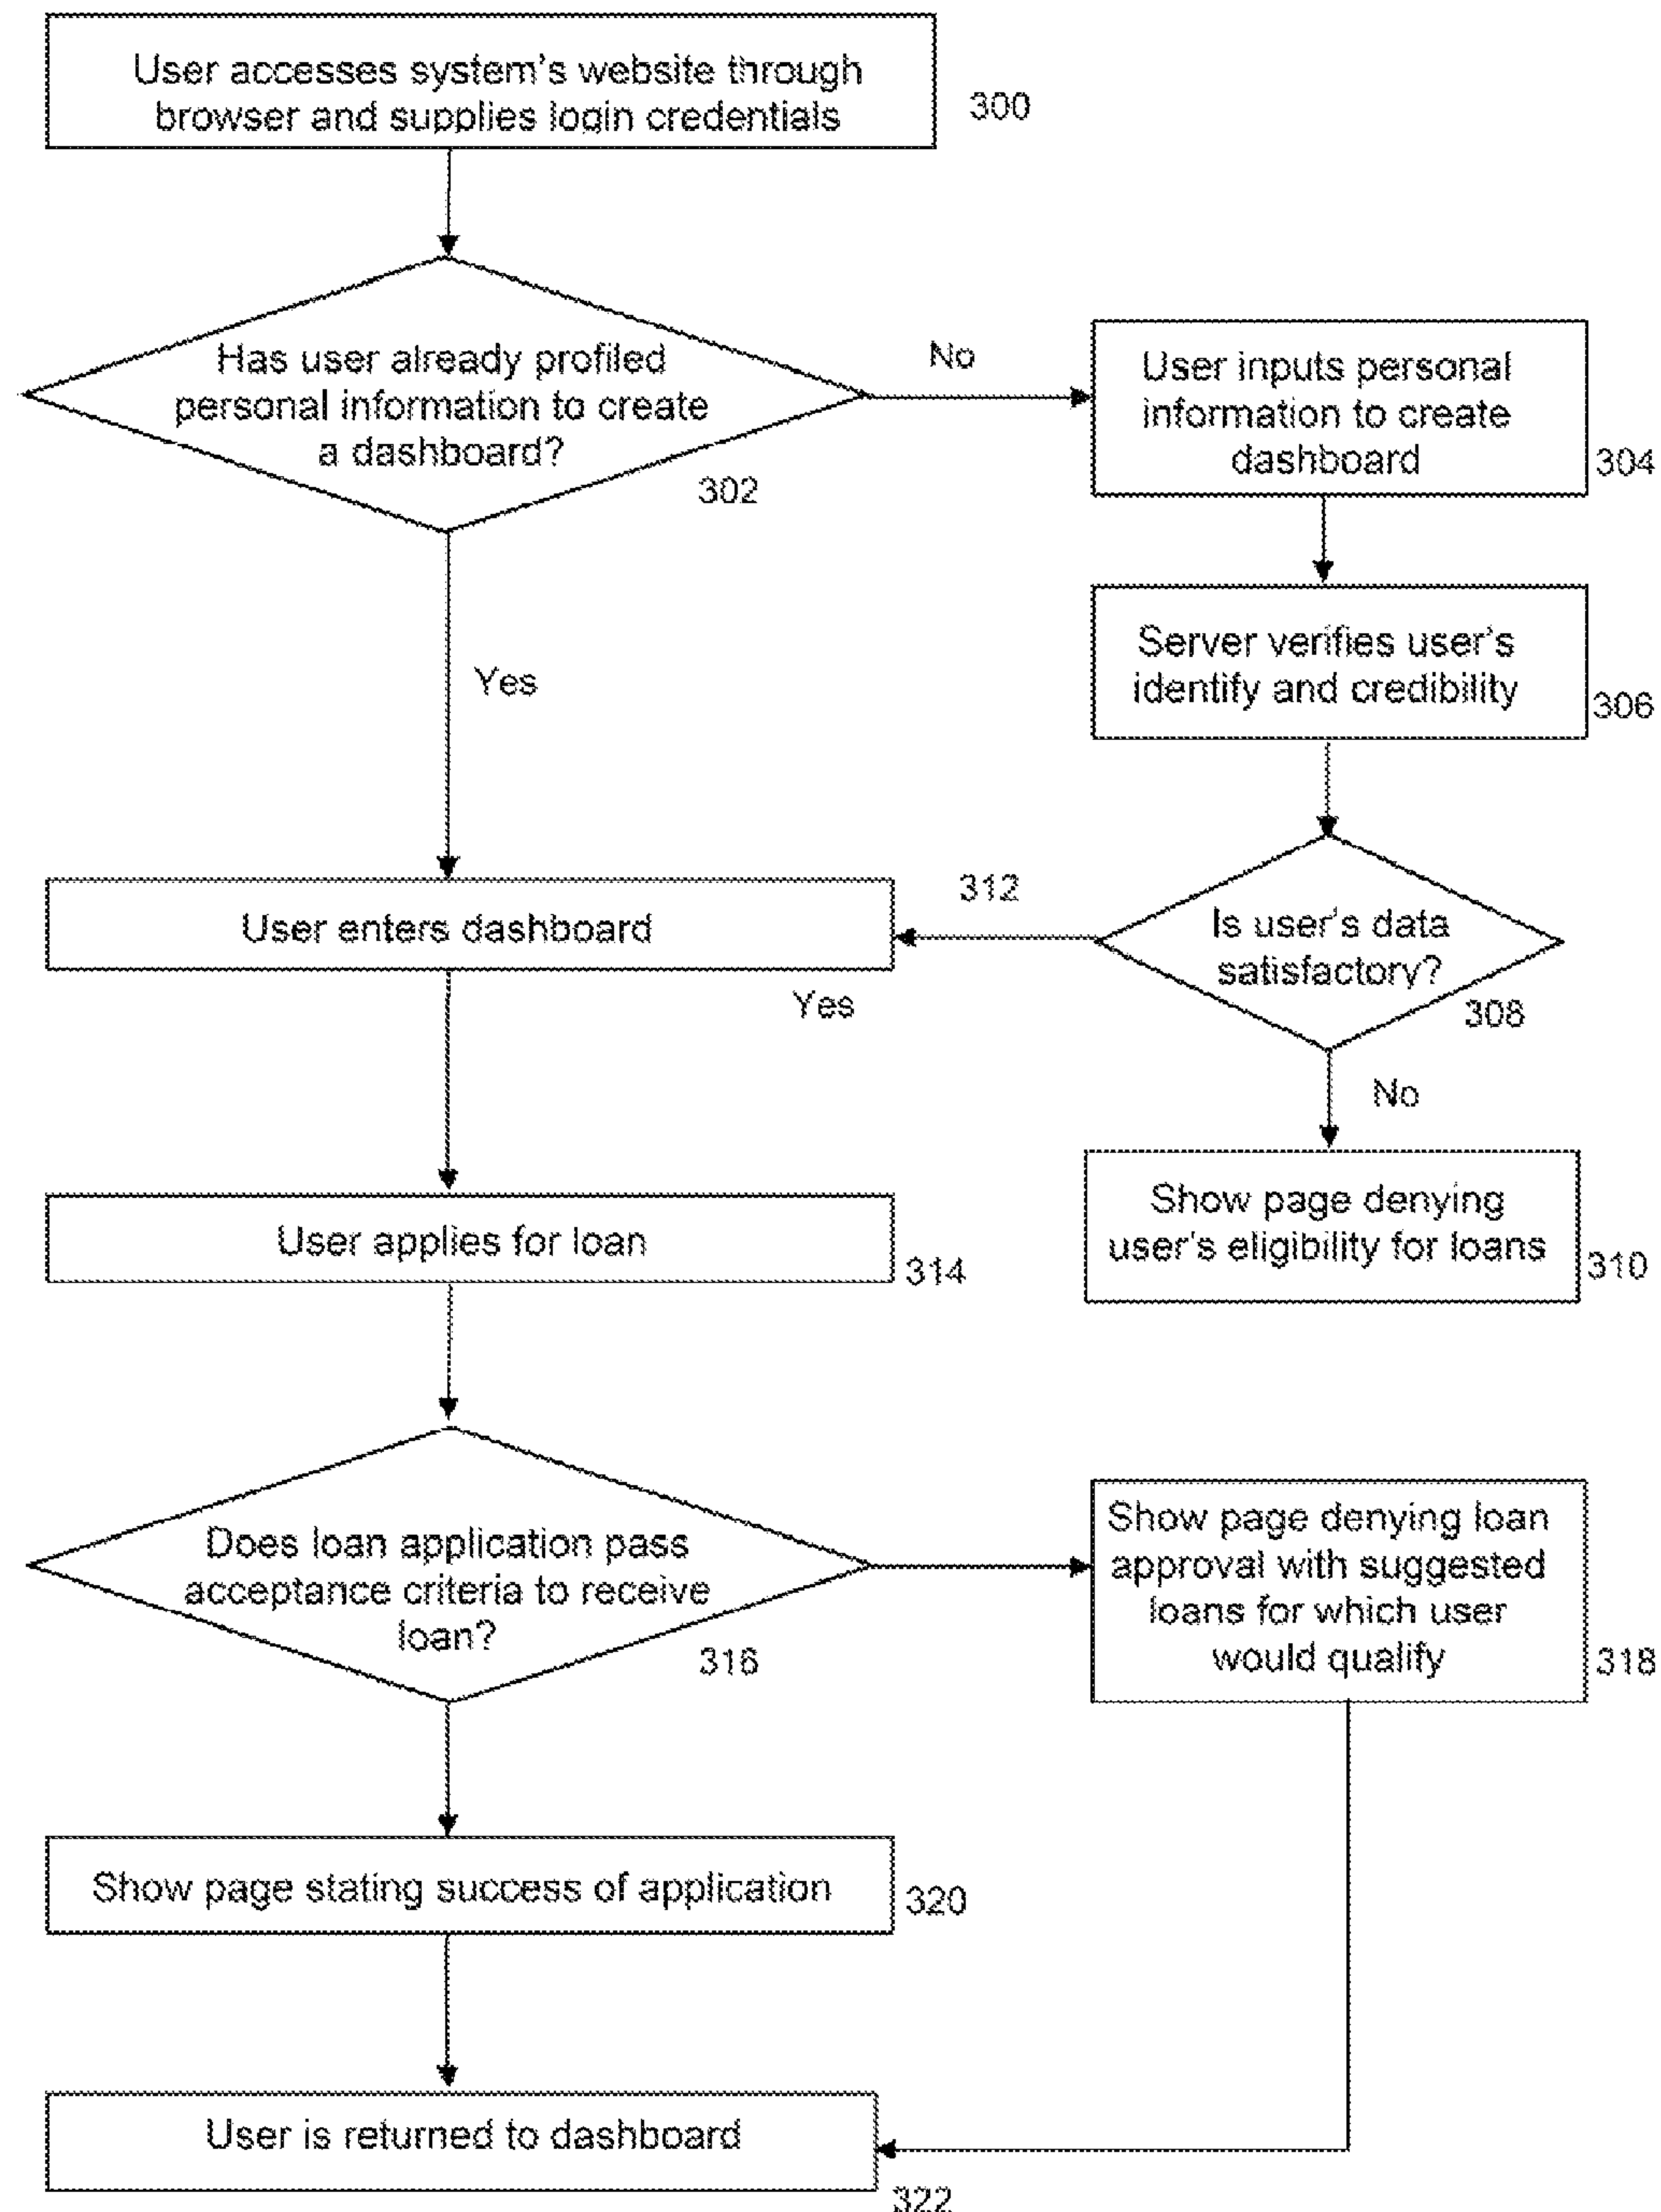 User accesses system's website through
browser and supplies login credentials
300
Has user already profiled
personal information to create
a dashboard?
302
No
User inputs personal
information to create
dashboard
304
Yes
Server verifies user's
identify and credibility
306
312
User enters dashboard
Is user's data
satisfactory?
308
Yes
No
Show page denying
user's eligibility for loans
310
User applies for loan
314
Does loan application pass
acceptance criteria to receive
loan?
316
Show page denying loan
approval with suggested
loans for which user
would qualify
318
Show page stating success of application
320
User is returned to dashboard
322